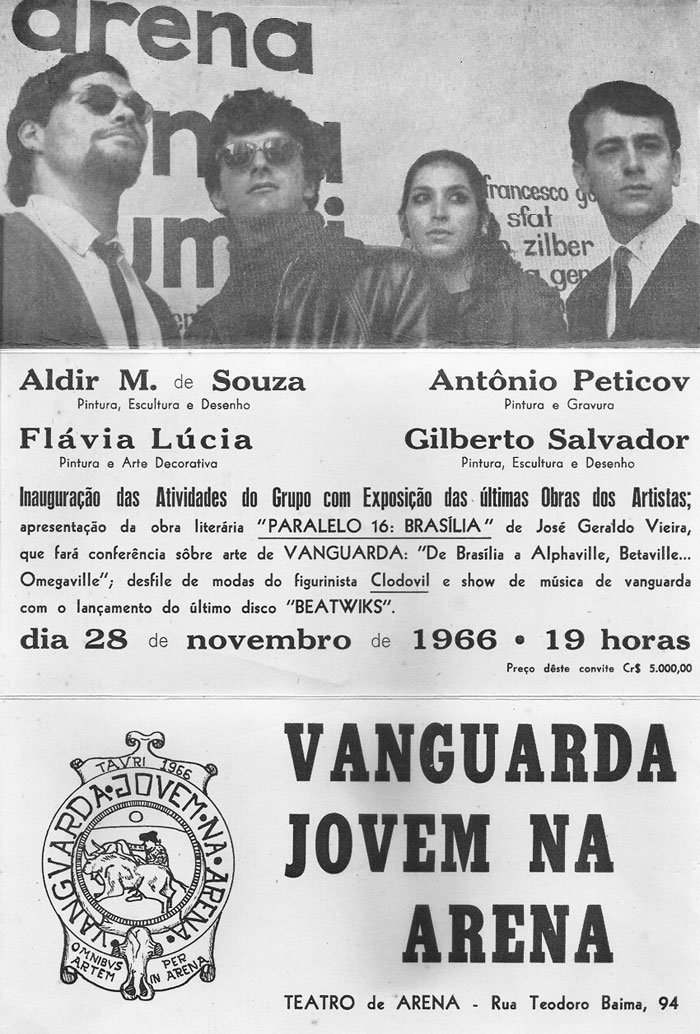 arena
francesco
sfat
zilber
Aldir M. de Souza
Pintura, Escultura e Desenho
Antônio Peticov
Pintura e Gravura
Flávia Lúcia
Pintura e Arte Decorativa
Gilberto Salvador
Pintura, Escultura e Desenho
Inauguração das Atividades do Grupo com Exposição das últimas Obras dos Artistas;
apresentação da obra literária "PARALELO 16: BRASÍLIA" de José Geraldo Vieira,
que fará conferência sôbre arte de VANGUARDA: "De Brasília a Alphaville, Betaville...
Omegaville"; desfile de modas do figurinista Clodovil e show de música de vanguarda
com o lançamento do último disco "BEATWIKS".
dia 28 de novembro de 1966 • 19 horas
Preço dêste convite Cr$ 5.000,00
TAVRI 1966
VANGUARDA•JOVEM•NA•ARENA•
OMNIBVS
ARTEM
PER
IN ARENA
VANGUARDA
JOVEM NA
ARENA
TEATRO de ARENA - Rua Teodoro Baima, 94